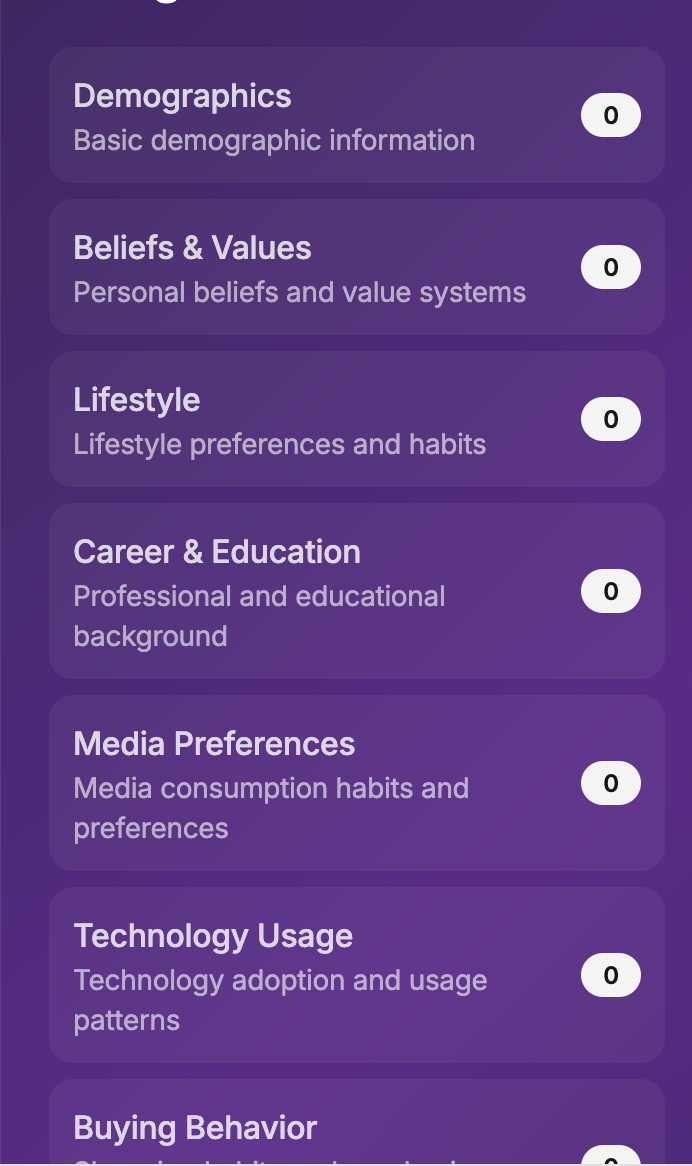 Demographics
Basic demographic information
0
Beliefs & Values
Personal beliefs and value systems
0
Lifestyle
Lifestyle preferences and habits
0
Career & Education
Professional and educational
background
0
Media Preferences
Media consumption habits and
preferences
0
Technology Usage
Technology adoption and usage
patterns
0
Buying Behavior
0